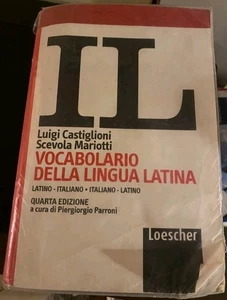 IL
Luigi Castiglioni
Scevola Mariotti
VOCABOLARIO
DELLA LINGUA LATINA
LATINO - ITALIANO • ITALIANO - LATINO
QUARTA EDIZIONE
a cura di Piergiorgio Parroni
Loescher